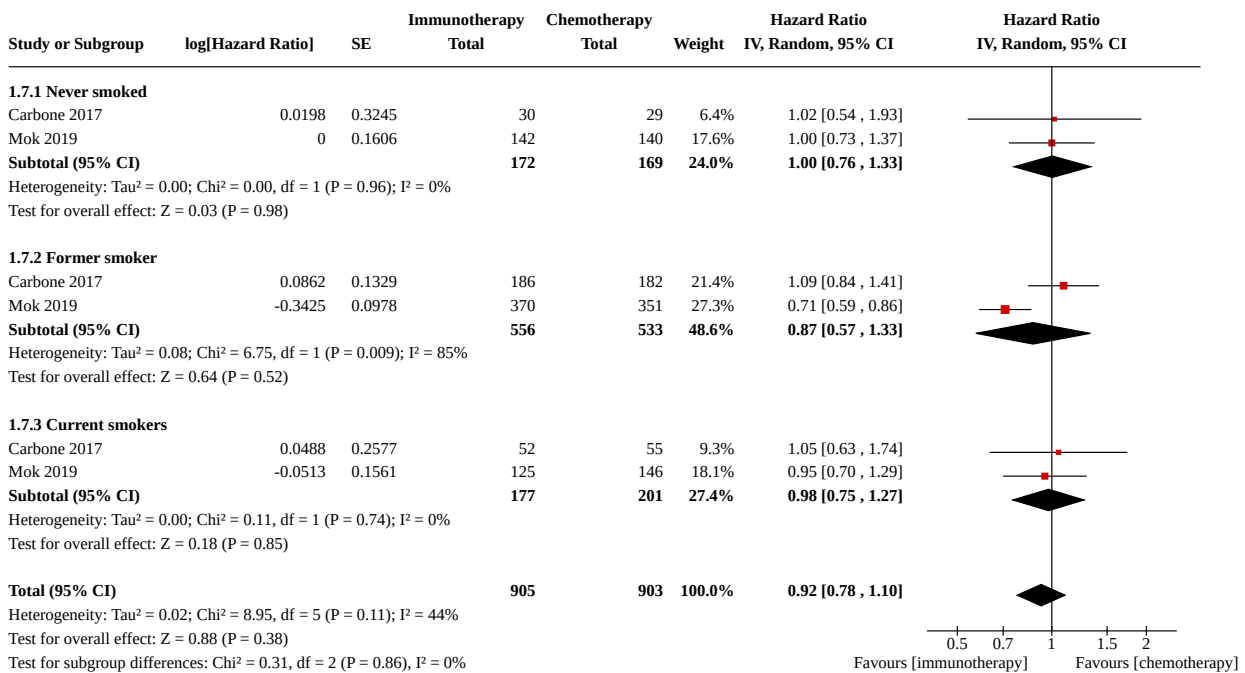 Immunotherapy Chemotherapy Hazard Ratio Hazard Ratio
Study or Subgroup log[Hazard Ratio] SE Total Total Weight IV, Random, 95% CI IV, Random, 95% CI
1.7.1 Never smoked
Carbone 2017 0.0198 0.3245 30 29 6.4% 1.02 [0.54 , 1.93]
Mok 2019 0 0.1606 142 140 17.6% 1.00 [0.73 , 1.37]
Subtotal (95% CI) 172 169 24.0% 1.00 [0.76 , 1.33]
Heterogeneity: Tau² = 0.00; Chi² = 0.00, df = 1 (P = 0.96); I² = 0%
Test for overall effect: Z = 0.03 (P = 0.98)
1.7.2 Former smoker
Carbone 2017 0.0862 0.1329 186 182 21.4% 1.09 [0.84 , 1.41]
Mok 2019 -0.3425 0.0978 370 351 27.3% 0.71 [0.59 , 0.86]
Subtotal (95% CI) 556 533 48.6% 0.87 [0.57 , 1.33]
Heterogeneity: Tau² = 0.08; Chi² = 6.75, df = 1 (P = 0.009); I² = 85%
Test for overall effect: Z = 0.64 (P = 0.52)
1.7.3 Current smokers
Carbone 2017 0.0488 0.2577 52 55 9.3% 1.05 [0.63 , 1.74]
Mok 2019 -0.0513 0.1561 125 146 18.1% 0.95 [0.70 , 1.29]
Subtotal (95% CI) 177 201 27.4% 0.98 [0.75 , 1.27]
Heterogeneity: Tau² = 0.00; Chi² = 0.11, df = 1 (P = 0.74); I² = 0%
Test for overall effect: Z = 0.18 (P = 0.85)
Total (95% CI) 905 903 100.0% 0.92 [0.78 , 1.10]
Heterogeneity: Tau² = 0.02; Chi² = 8.95, df = 5 (P = 0.11); I² = 44%
Test for overall effect: Z = 0.88 (P = 0.38)
0.5 0.7 1 1.5 2
Test for subgroup differences: Chi² = 0.31, df = 2 (P = 0.86), I² = 0%
Favours [immunotherapy] Favours [chemotherapy]